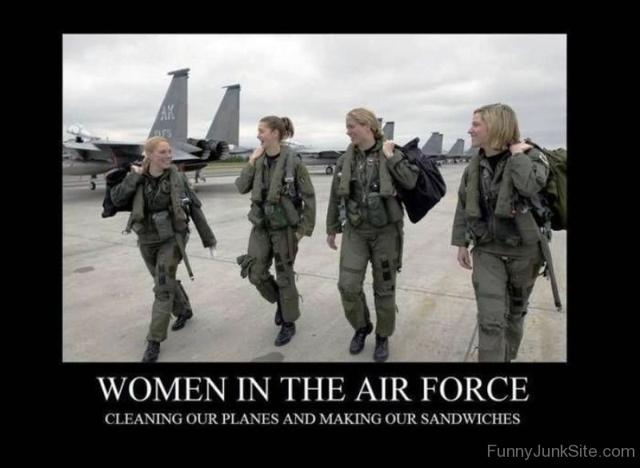 AK
WOMEN IN THE AIR FORCE
CLEANING OUR PLANES AND MAKING OUR SANDWICHES
FunnyJunkSite.com